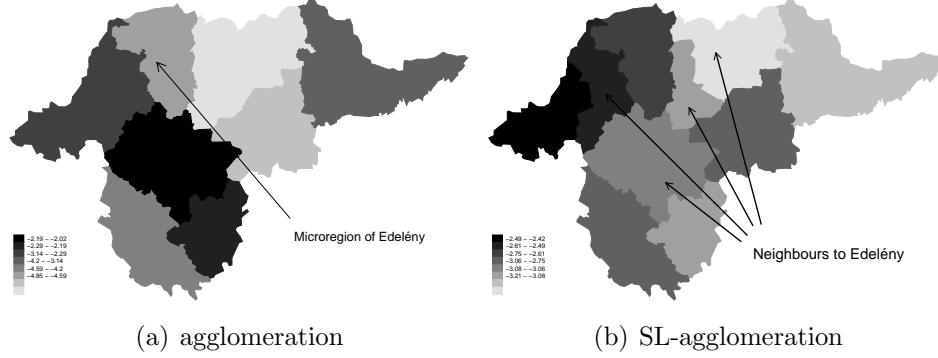 −2.19 − −2.02
−2.29 − −2.19
−3.14 − −2.29
−4.2 − −3.14
−4.59 − −4.2
−4.85 − −4.59
Microregion of Edelény
(a) agglomeration
−2.49 − −2.42
−2.61 − −2.49
−2.75 − −2.61
−3.06 − −2.75
−3.08 − −3.06
−3.21 − −3.08
Neighbours to Edelény
(b) SL-agglomeration